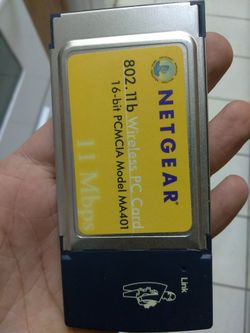 NETGEAR
802.11b Wireless PC Card
16-bit PCMCIA Model MA401
11 Mbps
Link